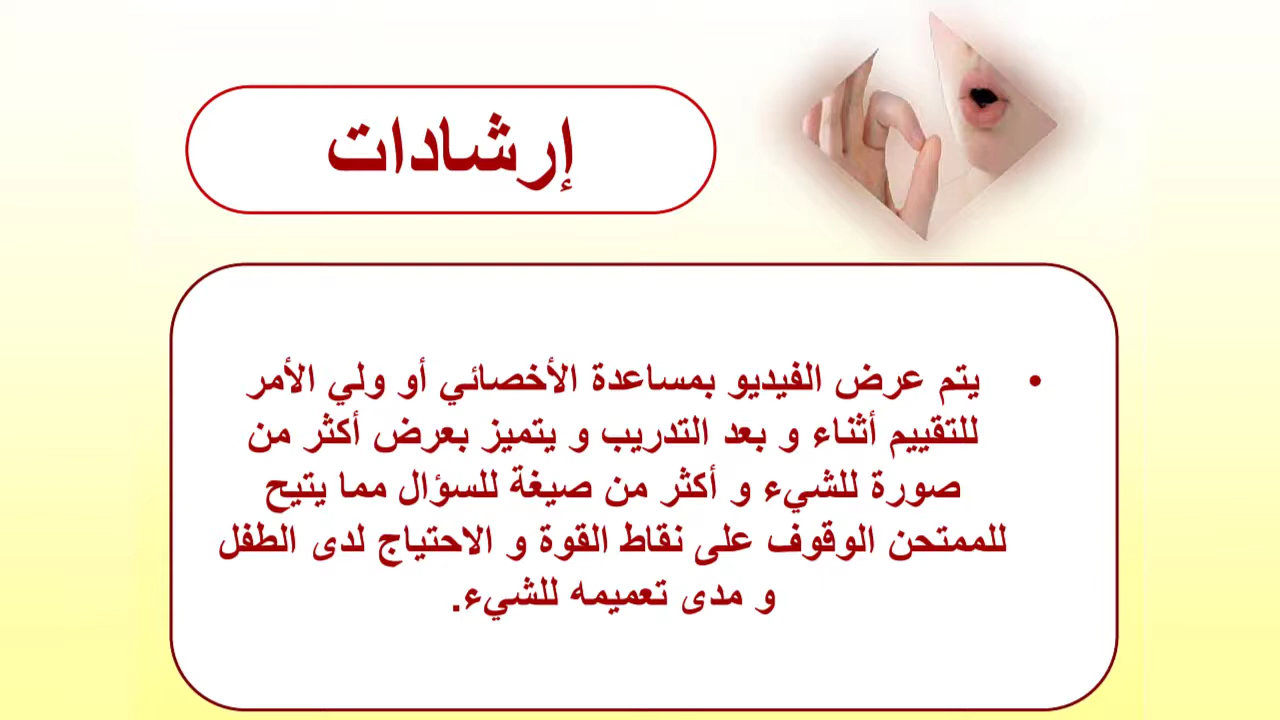 إرشادات
• يتم عرض الفيديو بمساعدة الأخصائي أو ولي الأمر
للتقييم أثناء و بعد التدريب و يتميز بعرض أكثر من
صورة للشيء و أكثر من صيغة للسؤال مما يتيح
للممتحن الوقوف على نقاط القوة و الاحتياج لدى الطفل
و مدى تعميمه للشيء.